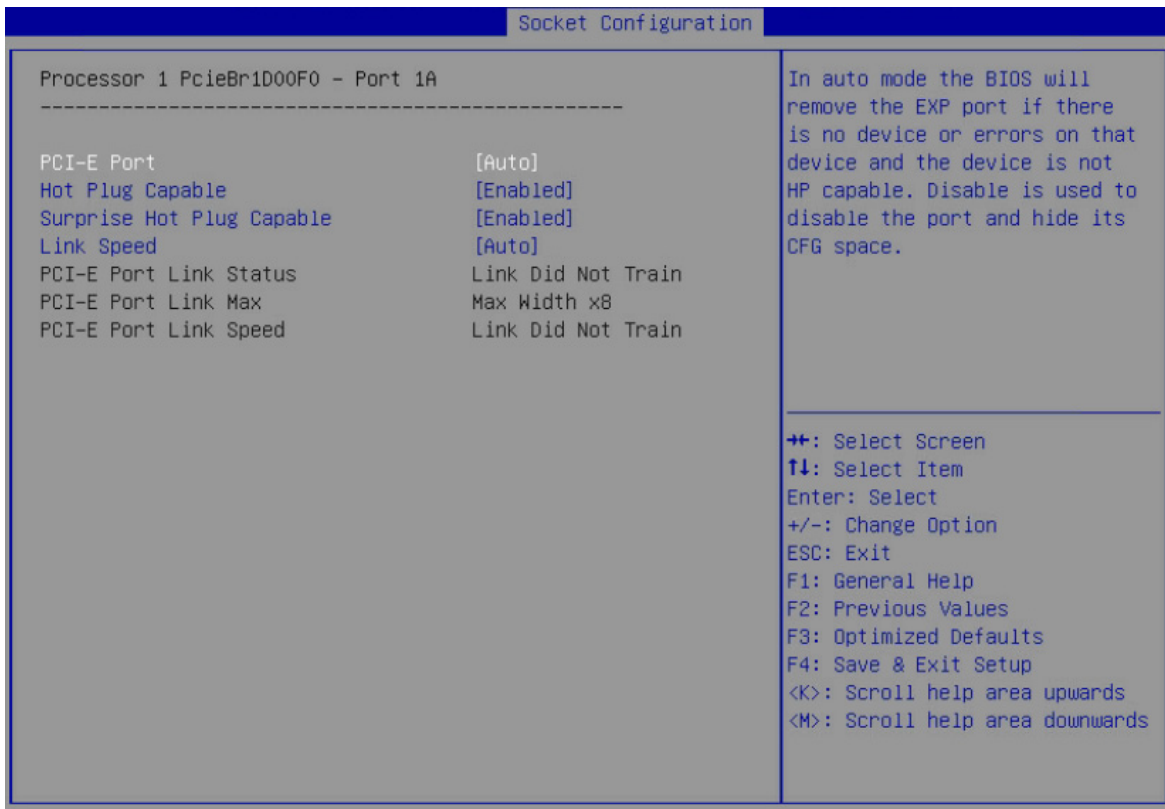 Socket Configuration
Processor 1 PcieBr1D00F0 - Port 1A
--------------------------------------------------
PCI-E Port [Auto]
Hot Plug Capable [Enabled]
Surprise Hot Plug Capable [Enabled]
Link Speed [Auto]
PCI-E Port Link Status Link Did Not Train
PCI-E Port Link Max Max Width x8
PCI-E Port Link Speed Link Did Not Train
In auto mode the BIOS will
remove the EXP port if there
is no device or errors on that
device and the device is not
HP capable. Disable is used to
disable the port and hide its
CFG space.
→←: Select Screen
↑↓: Select Item
Enter: Select
+/-: Change Option
ESC: Exit
F1: General Help
F2: Previous Values
F3: Optimized Defaults
F4: Save & Exit Setup
<K>: Scroll help area upwards
<M>: Scroll help area downwards